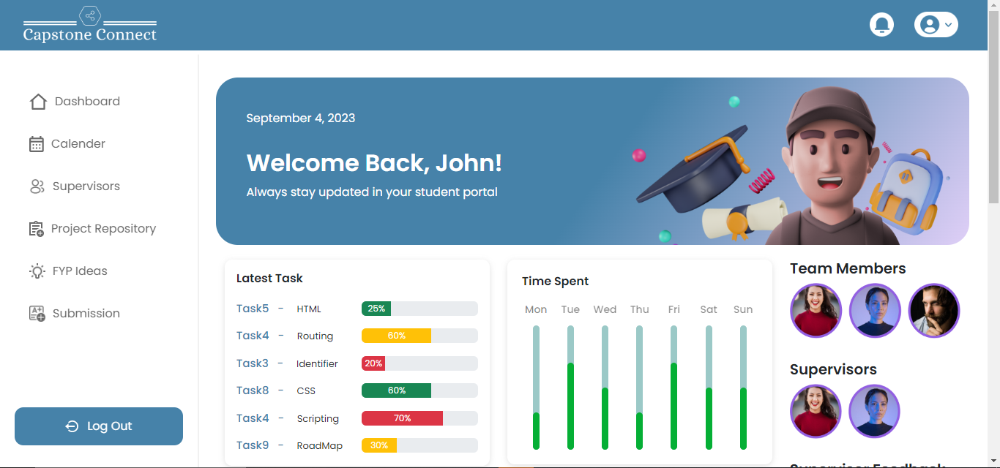 Capstone Connect
Dashboard
Calender
Supervisors
Project Repository
FYP Ideas
Submission
Log Out
September 4, 2023
Welcome Back, John!
Always stay updated in your student portal
Latest Task
Task5 - HTML 25%
Task4 - Routing 60%
Task3 - Identifier 20%
Task8 - CSS 60%
Task4 - Scripting 70%
Task9 - RoadMap 30%
Time Spent
Mon Tue Wed Thu Fri Sat Sun
Team Members
Supervisors
Supervisor Feedback